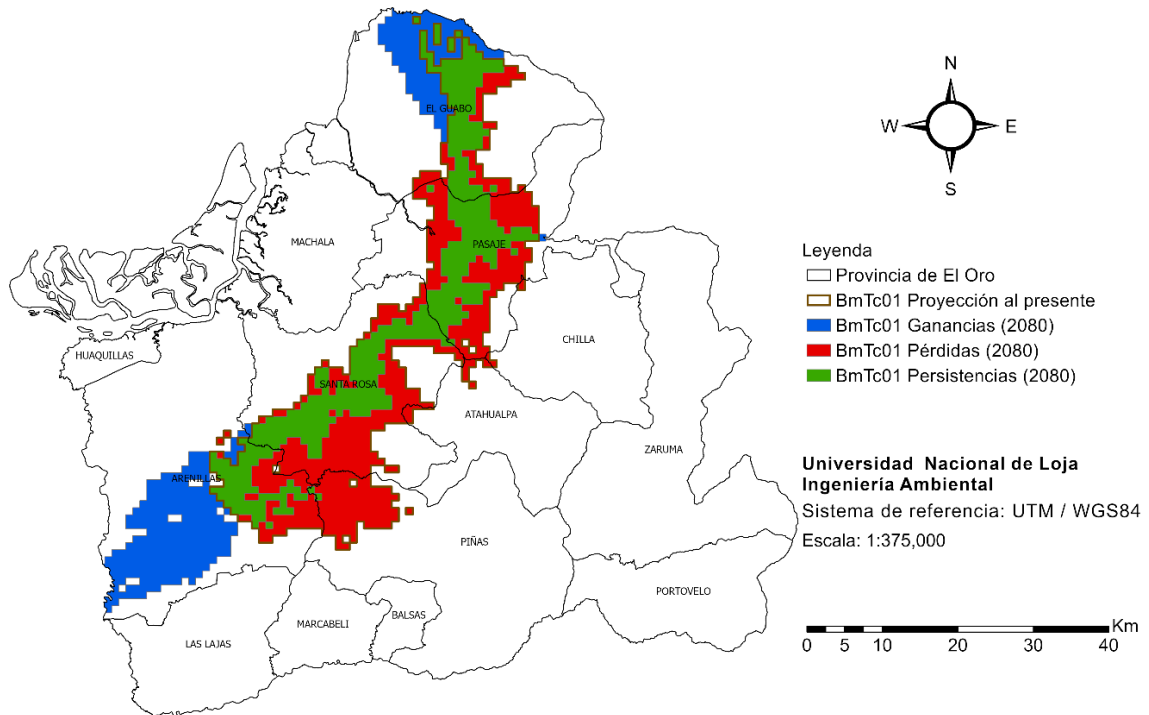 EL GUABO
MACHALA
PASAJE
HUAQUILLAS
CHILLA
SANTA ROSA
ATAHUALPA
ZARUMA
ARENILLAS
PIÑAS
PORTOVELO
BALSAS
MARCABELI
LAS LAJAS
N
W
E
S
Leyenda
Provincia de El Oro
BmTc01 Proyección al presente
BmTc01 Ganancias (2080)
BmTc01 Pérdidas (2080)
BmTc01 Persistencias (2080)
Universidad Nacional de Loja
Ingeniería Ambiental
Sistema de referencia: UTM / WGS84
Escala: 1:375,000
Km
0 5 10 20 30 40